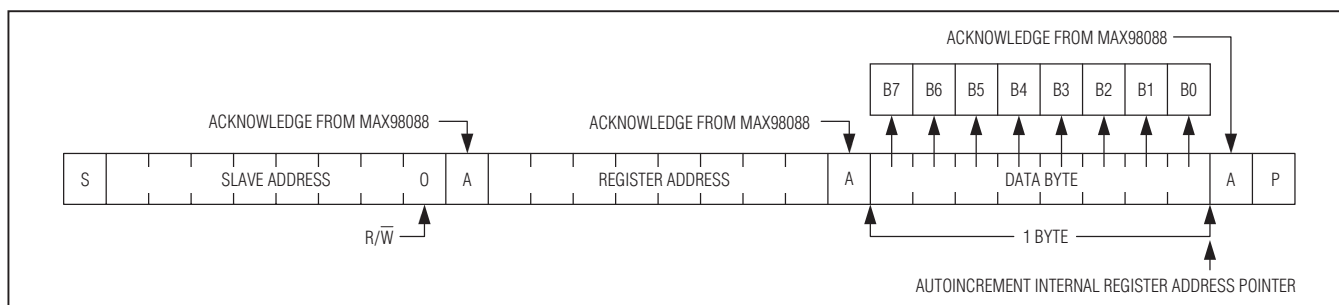 ACKNOWLEDGE FROM MAX98088
B7 B6 B5 B4 B3 B2 B1 B0
ACKNOWLEDGE FROM MAX98088 ACKNOWLEDGE FROM MAX98088
S SLAVE ADDRESS O A REGISTER ADDRESS A DATA BYTE A P
R/W̅ 1 BYTE
AUTOINCREMENT INTERNAL REGISTER ADDRESS POINTER